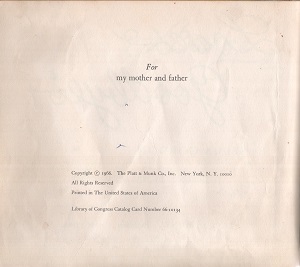 For
my mother and father
Copyright © 1966. The Platt & Munk Co., Inc. New York, N. Y. 10010
All Rights Reserved
Printed in The United States of America
Library of Congress Catalog Card Number 66-10134